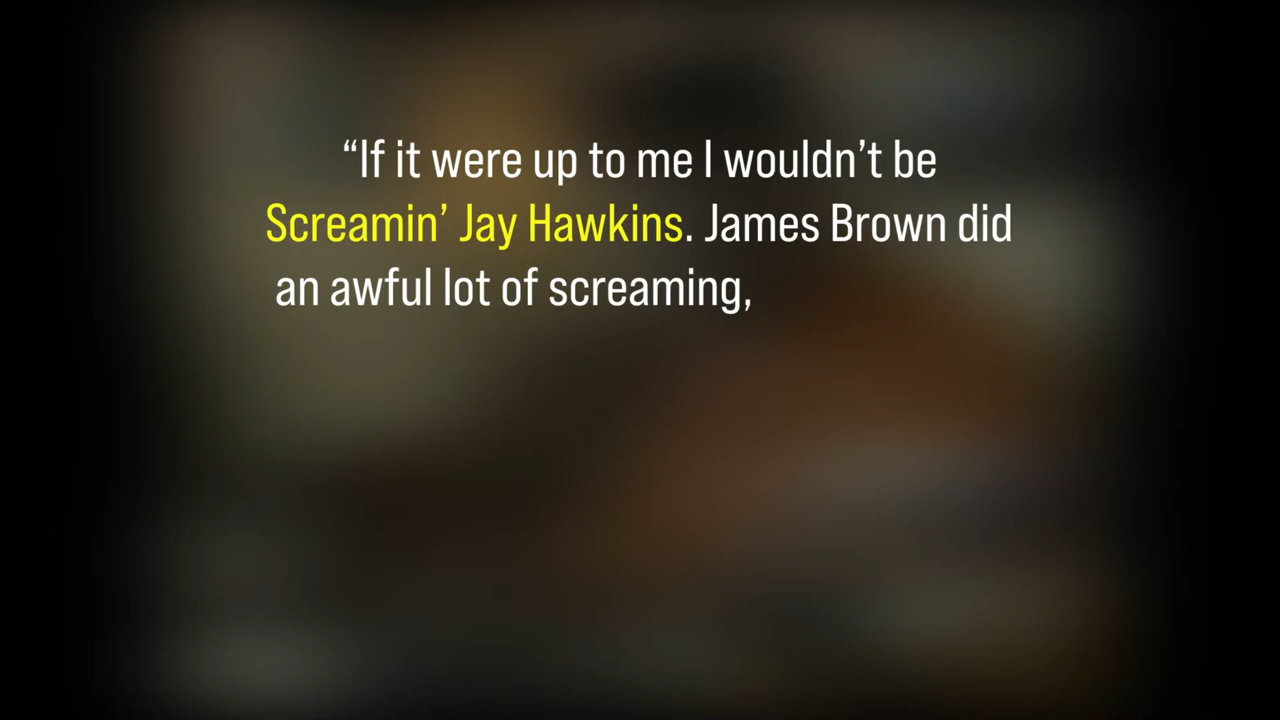 “If it were up to me I wouldn’t be
Screamin’ Jay Hawkins. James Brown did
an awful lot of screaming,